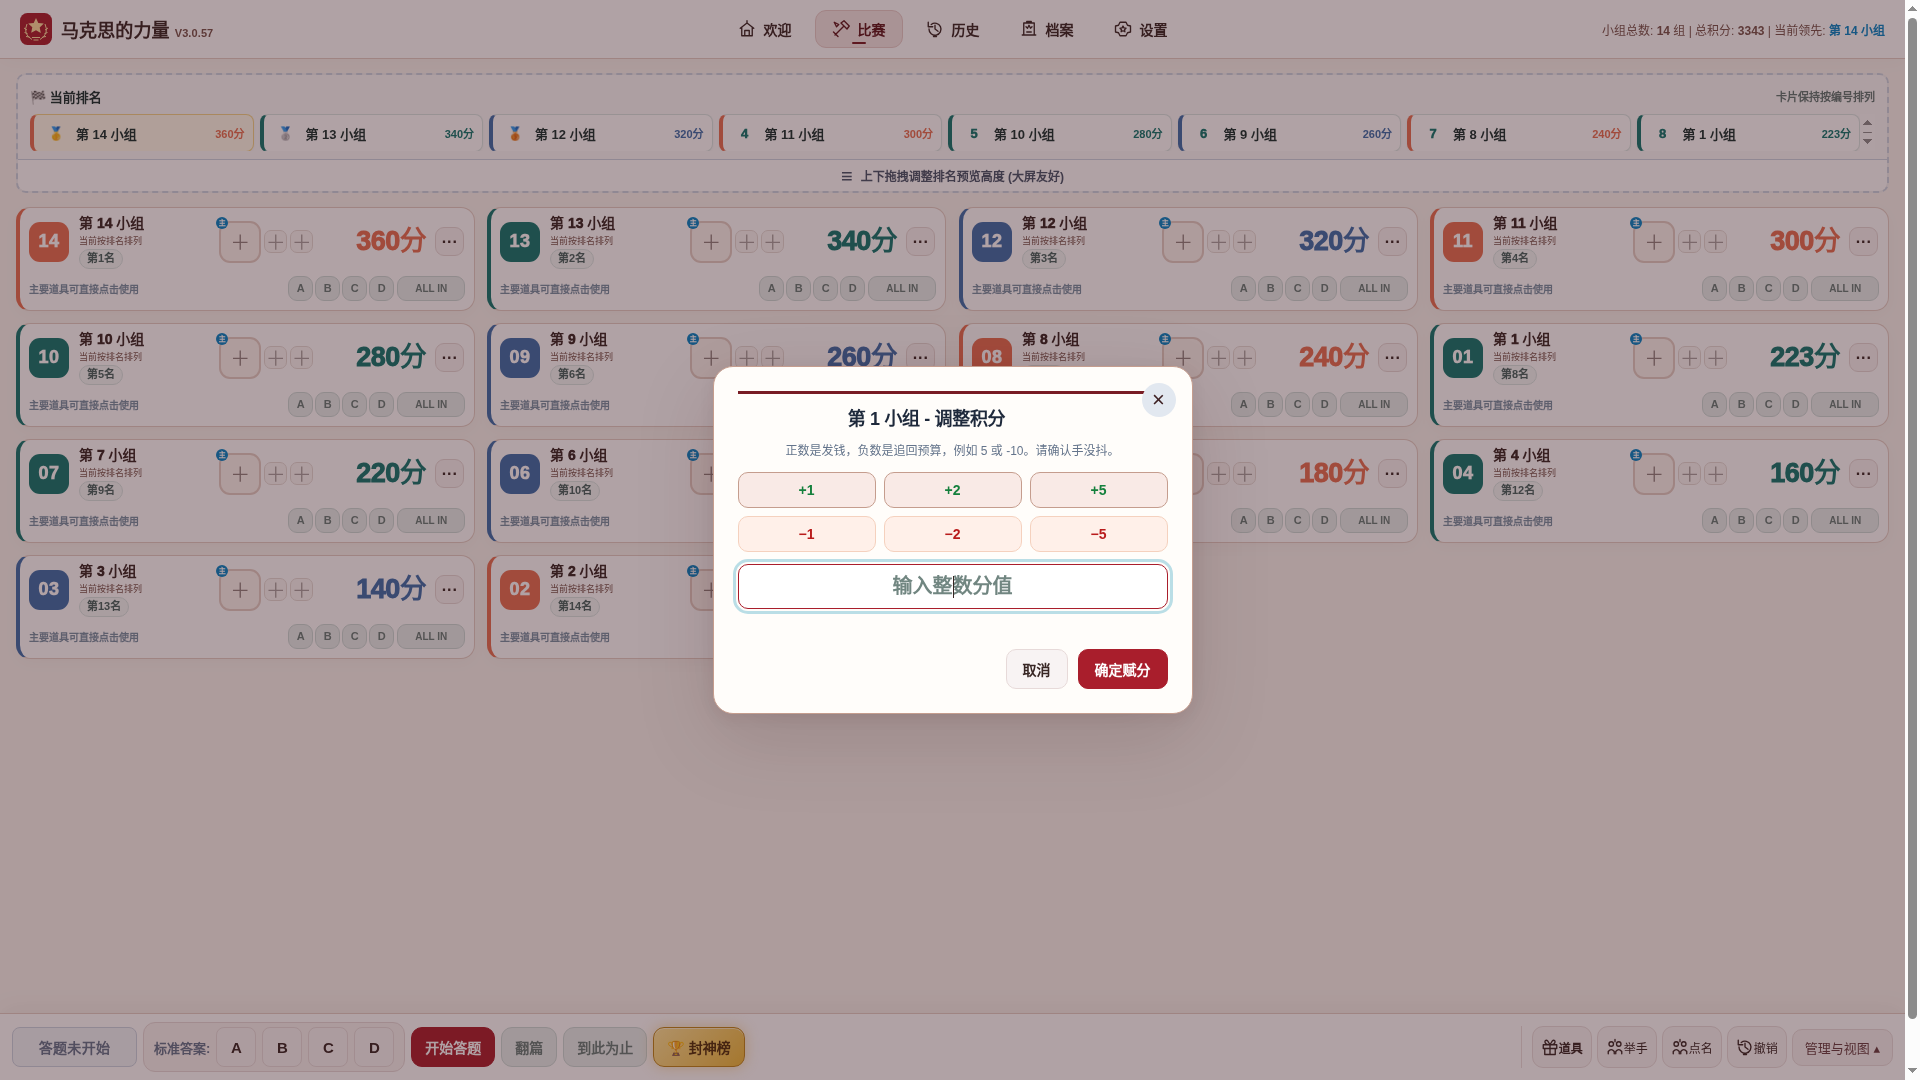 马克思的力量 V3.0.57
欢迎
比赛
历史
档案
设置
小组总数: 14 组 | 总积分: 3343 | 当前领先: 第 14 小组
当前排名
卡片保持按编号排列
第 14 小组 360分
第 13 小组 340分
第 12 小组 320分
4 第 11 小组 300分
5 第 10 小组 280分
6 第 9 小组 260分
7 第 8 小组 240分
8 第 1 小组 223分
上下拖拽调整排名预览高度 (大屏友好)
14 第 14 小组 当前按排名排列 第1名 主 360分 ···
主要道具可直接点击使用 A B C D ALL IN
13 第 13 小组 当前按排名排列 第2名 主 340分 ···
主要道具可直接点击使用 A B C D ALL IN
12 第 12 小组 当前按排名排列 第3名 主 320分 ···
主要道具可直接点击使用 A B C D ALL IN
11 第 11 小组 当前按排名排列 第4名 主 300分 ···
主要道具可直接点击使用 A B C D ALL IN
10 第 10 小组 当前按排名排列 第5名 主 280分 ···
主要道具可直接点击使用 A B C D ALL IN
09 第 9 小组 当前按排名排列 第6名 主 260分 ···
主要道具可直接点击使用
08 第 8 小组 当前按排名排列 主 240分 ···
A B C D ALL IN
01 第 1 小组 当前按排名排列 第8名 主 223分 ···
主要道具可直接点击使用 A B C D ALL IN
07 第 7 小组 当前按排名排列 第9名 主 220分 ···
主要道具可直接点击使用 A B C D ALL IN
06 第 6 小组 当前按排名排列 第10名 主
主要道具可直接点击使用
180分 ···
A B C D ALL IN
04 第 4 小组 当前按排名排列 第12名 主 160分 ···
主要道具可直接点击使用 A B C D ALL IN
03 第 3 小组 当前按排名排列 第13名 主 140分 ···
主要道具可直接点击使用 A B C D ALL IN
02 第 2 小组 当前按排名排列 第14名 主
主要道具可直接点击使用
第 1 小组 - 调整积分
正数是发钱，负数是追回预算，例如 5 或 -10。请确认手没抖。
+1 +2 +5
−1 −2 −5
输入整数分值
取消 确定赋分
答题未开始
标准答案: A B C D
开始答题
翻篇
到此为止
封神榜
道具
举手
点名
撤销
管理与视图 ▴